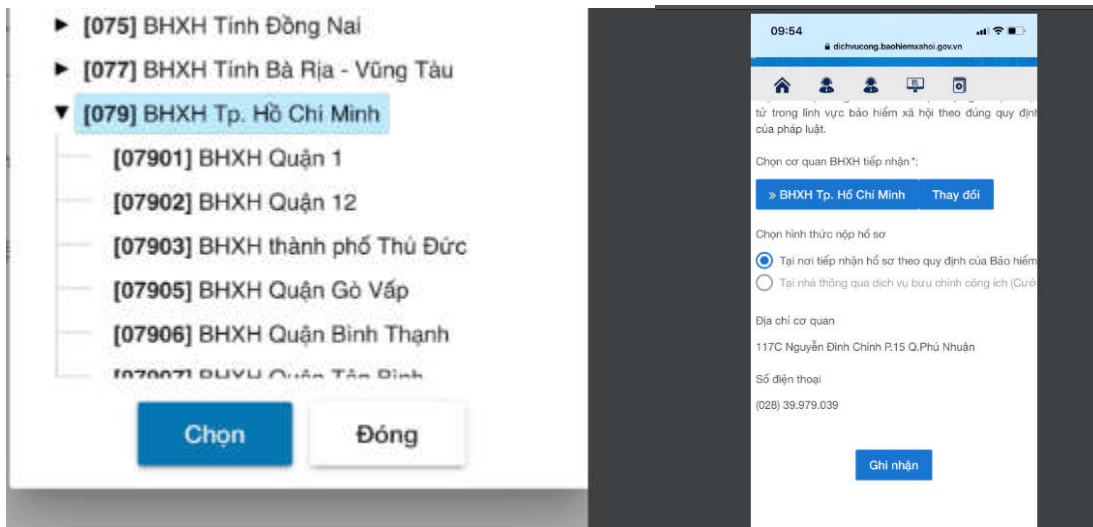 ▶ [075] BHXH Tỉnh Đồng Nai
▶ [077] BHXH Tỉnh Bà Rịa - Vũng Tàu
▼ [079] BHXH Tp. Hồ Chí Minh
[07901] BHXH Quận 1
[07902] BHXH Quận 12
[07903] BHXH thành phố Thủ Đức
[07905] BHXH Quận Gò Vấp
[07906] BHXH Quận Bình Thạnh
[07907] BHXH Quận Tân Bình
Chọn
Đóng
09:54
dichvucong.baohiemxahoi.gov.vn
tử trong lĩnh vực bảo hiểm xã hội theo đúng quy định
của pháp luật.
Chọn cơ quan BHXH tiếp nhận*:
» BHXH Tp. Hồ Chí Minh
Thay đổi
Chọn hình thức nộp hồ sơ
Tại nơi tiếp nhận hồ sơ theo quy định của Bảo hiểm
Tại nhà thông qua dịch vụ bưu chính công ích (Cướ
Địa chỉ cơ quan
117C Nguyễn Đình Chính P.15 Q.Phú Nhuận
Số điện thoại
(028) 39.979.039
Ghi nhận